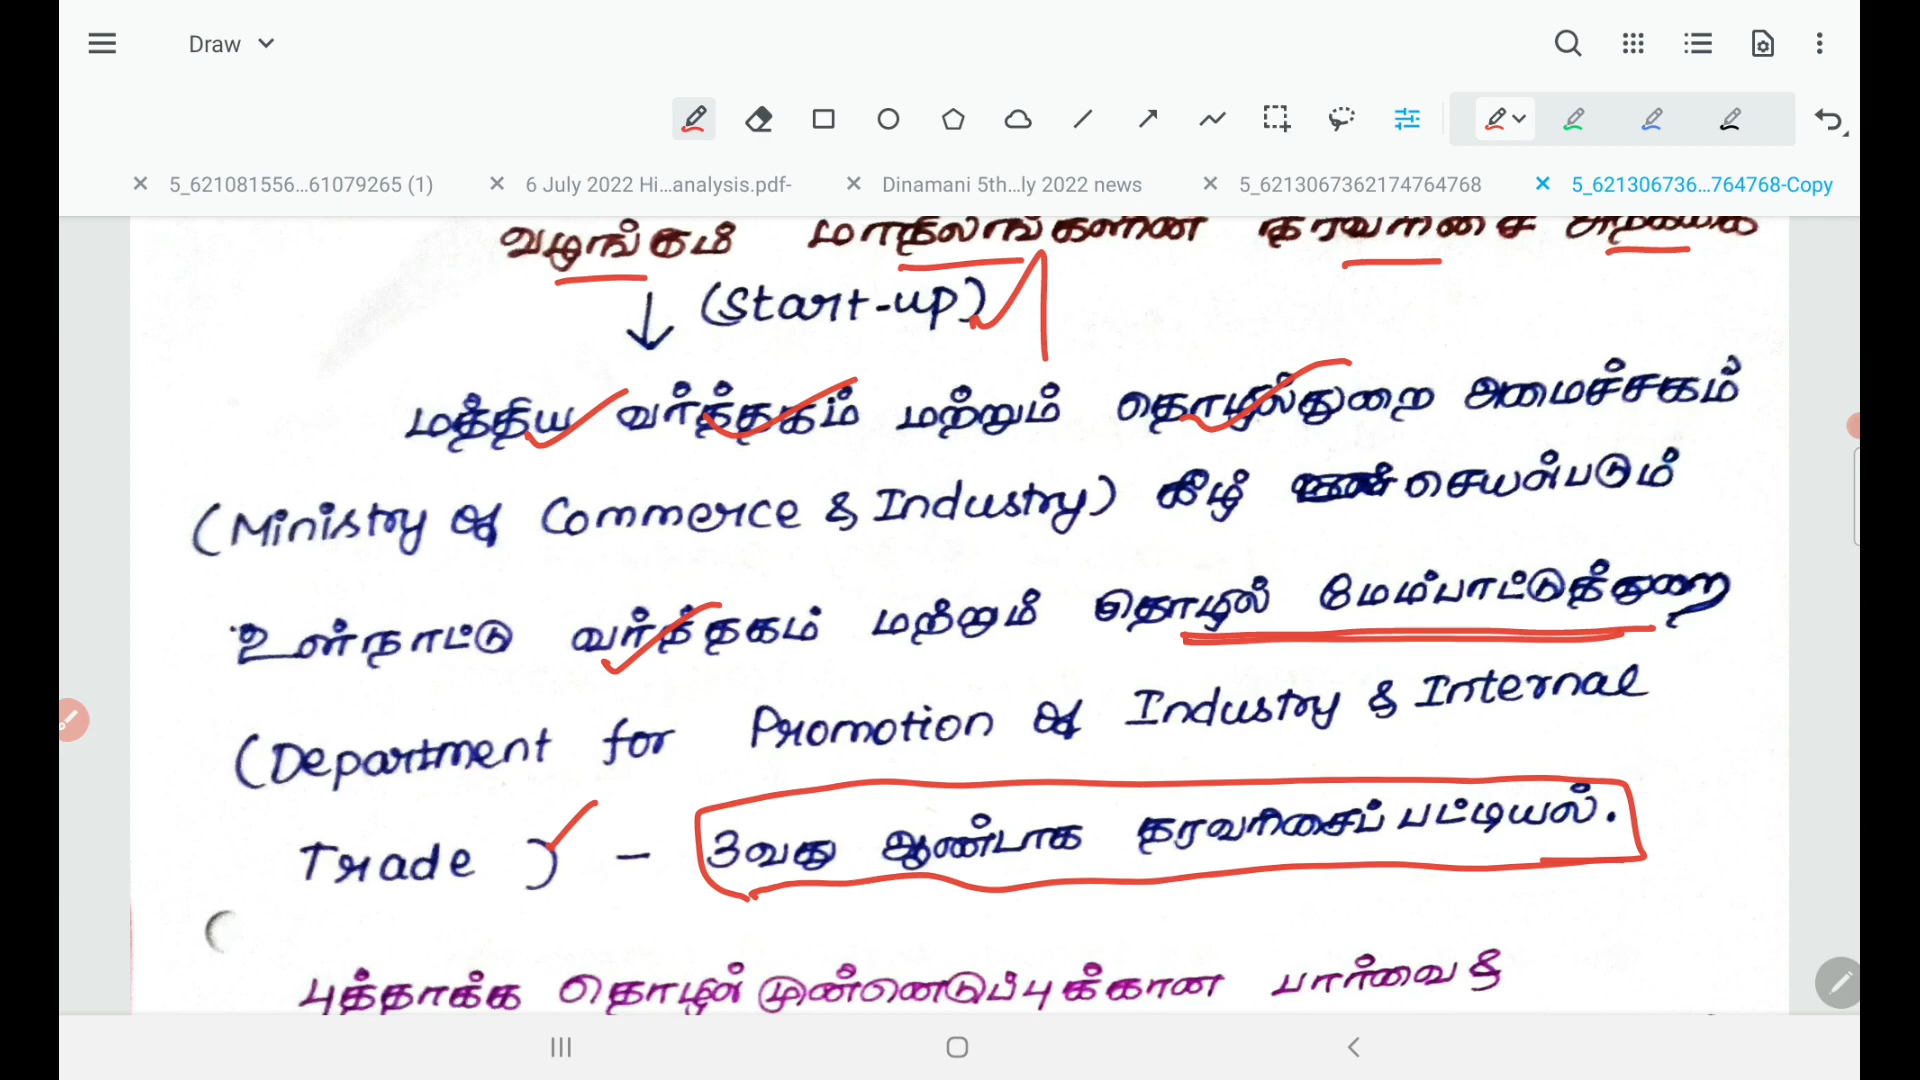 Draw
5_621081556...61079265 (1)
6 July 2022 Hi...analysis.pdf-
Dinamani 5th...ly 2022 news
5_6213067362174764768
5_621306736...764768-Copy
வழங்கும் மாநிலங்களின் தரவரிசை
(Start-up)
மத்திய வர்த்தகம் மற்றும் தொழில்துறை அமைச்சகம்
(Ministry of Commerce & Industry) கீழ் செயல்படும்
உள்நாட்டு வர்த்தகம் மற்றும் தொழில் மேம்பாட்டுத்துறை
(Department for Promotion of Industry & Internal
Trade) - 3வது ஆண்டாக தரவரிசைப் பட்டியல்.
புத்தாக்க தொழில் முன்னெடுப்புக்கான பார்வை &